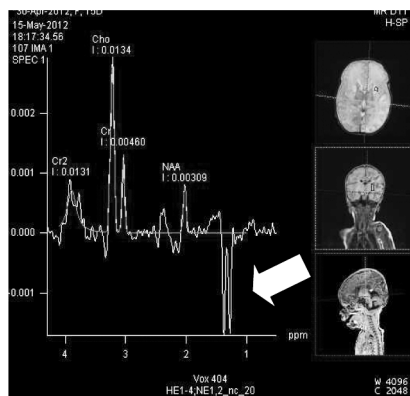 30-Apr-2012, F, 15D
15-May-2012
18:17:34.56
107 IMA 1
SPEC 1
MR D11
H-SP
Cho
I : 0.0134
Cr
I : 0.00460
Cr2
I : 0.0131
NAA
I : 0.00309
0.002
0.001
0.000
-0.001
4 3 2 1
ppm
Vox 404
HE1-4;NE1,2_nc_20
W 4096
C 2048